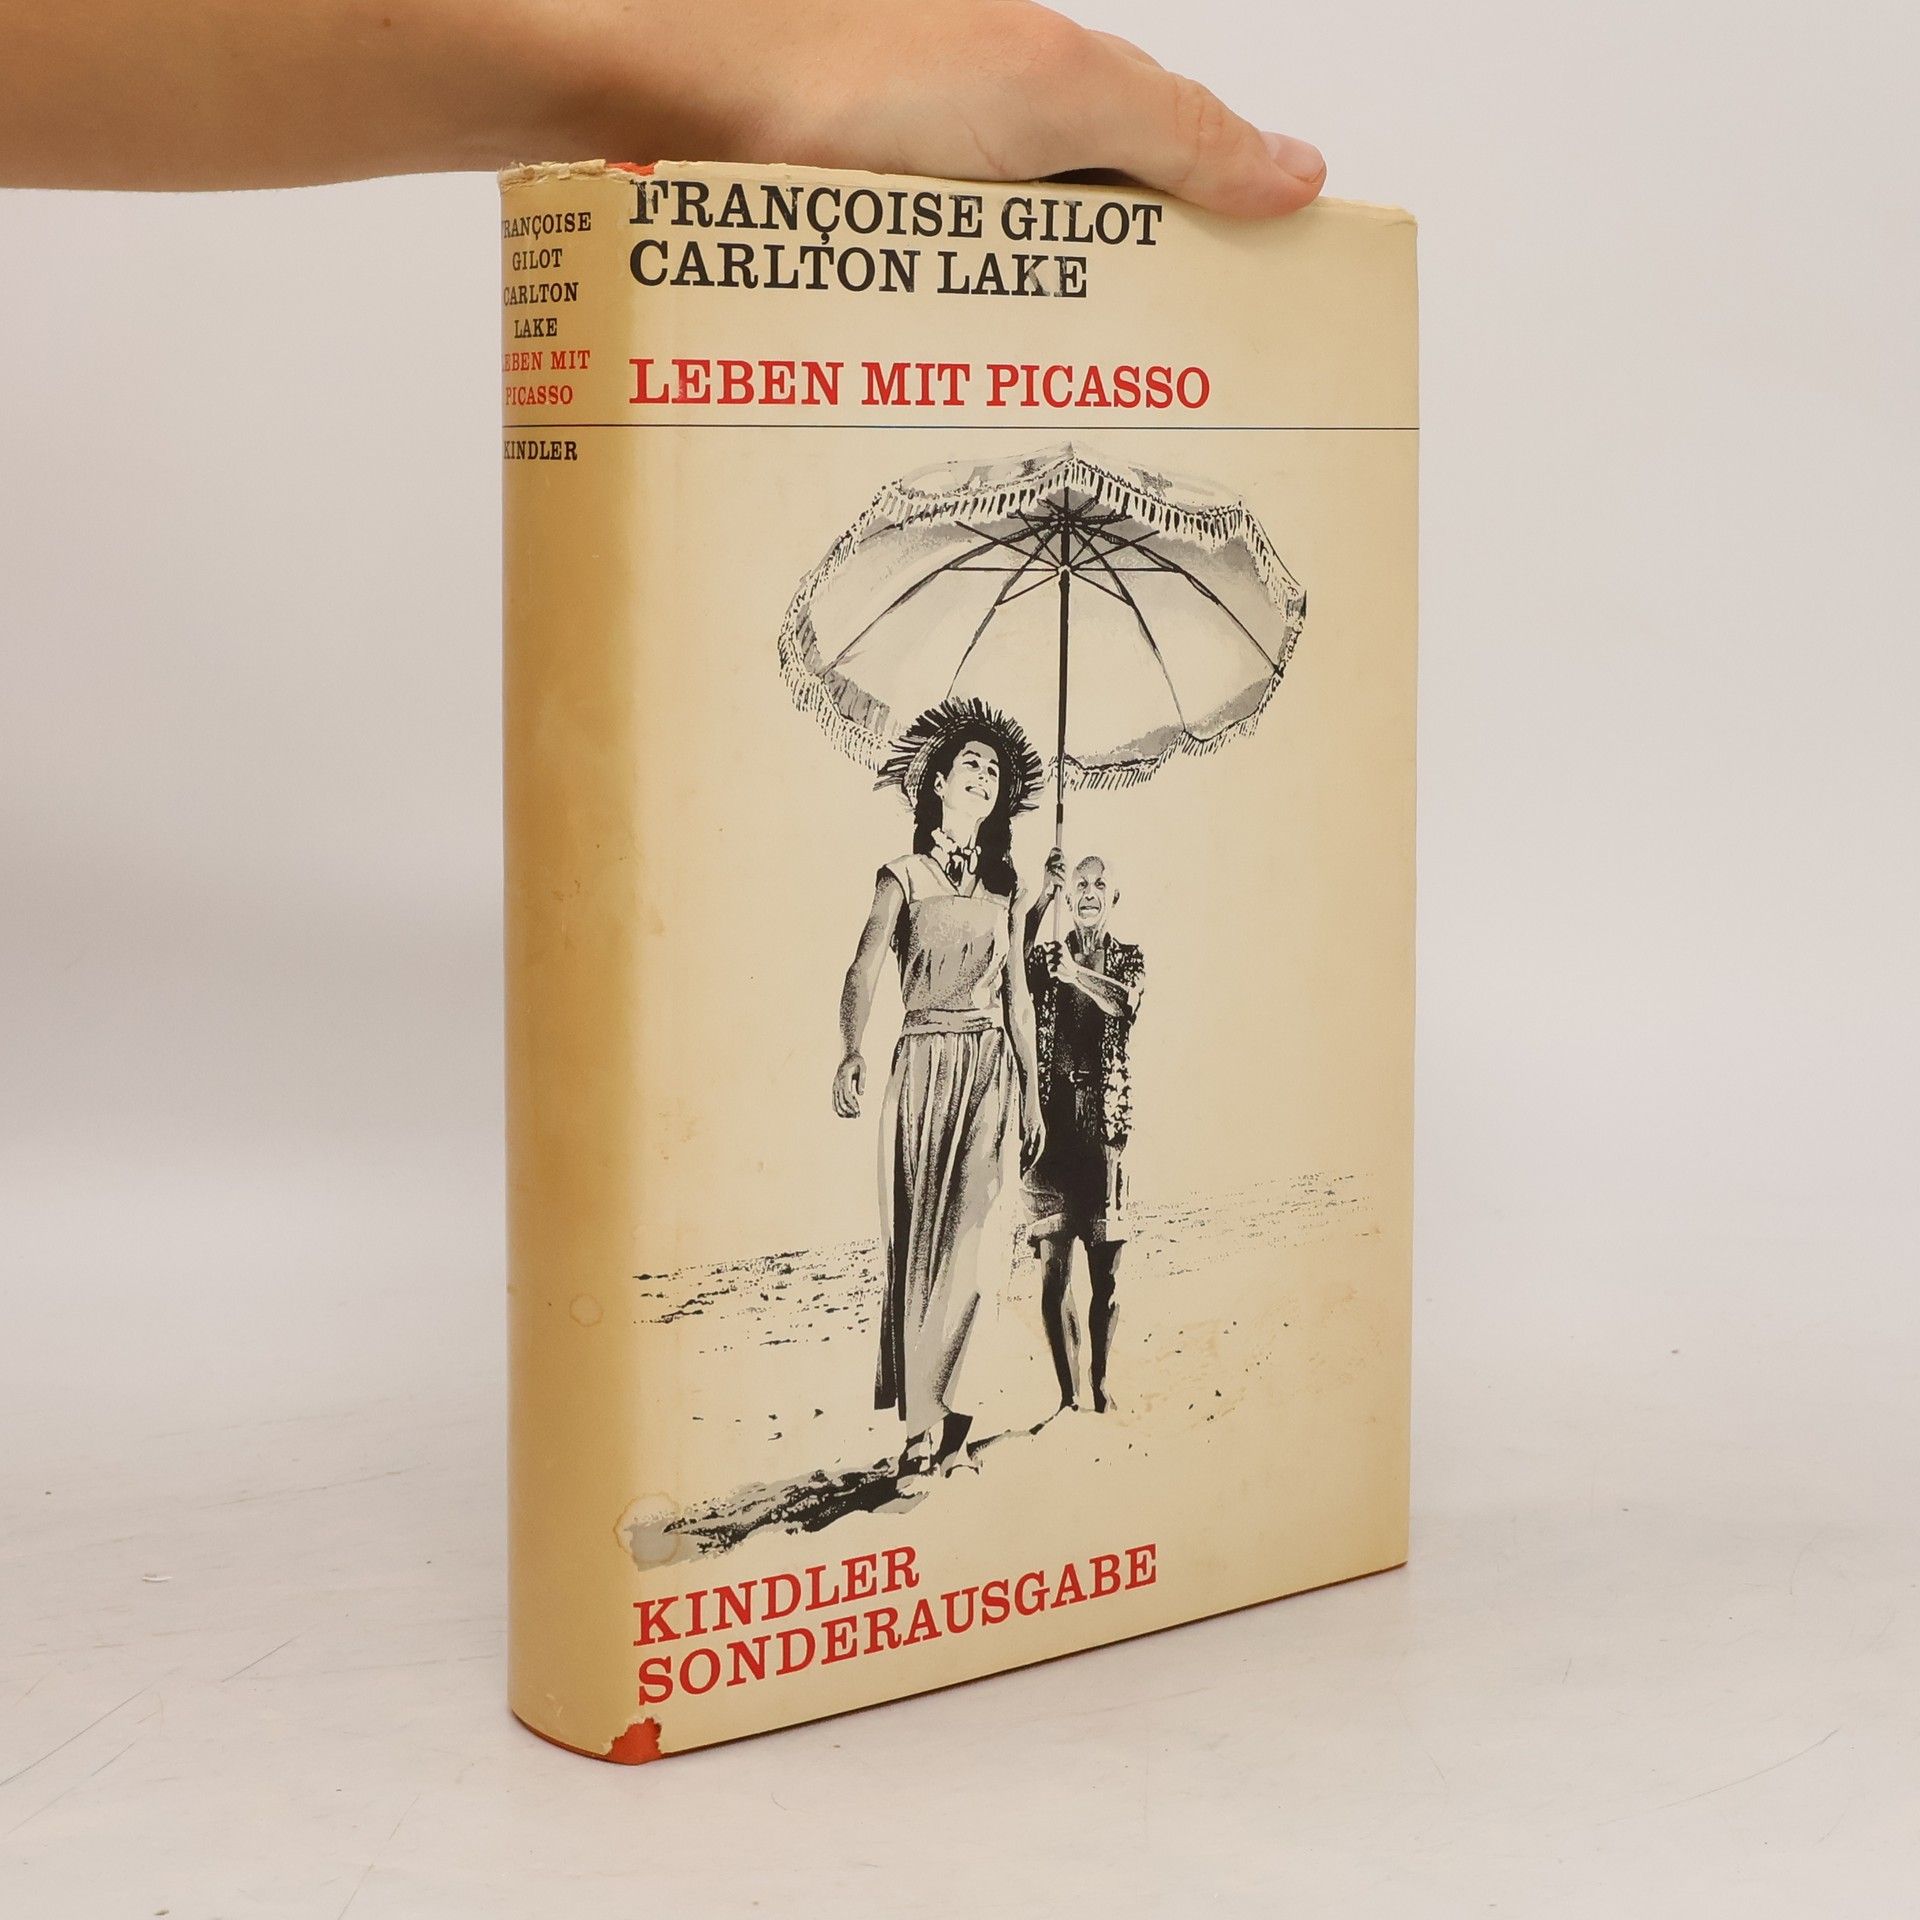 FRANÇOISE
GILOT
CARLTON
LAKE
LEBEN MIT
PICASSO
KINDLER
FRANÇOISE GILOT
CARLTON LAKE
LEBEN MIT PICASSO
KINDLER
SONDERAUSGABE